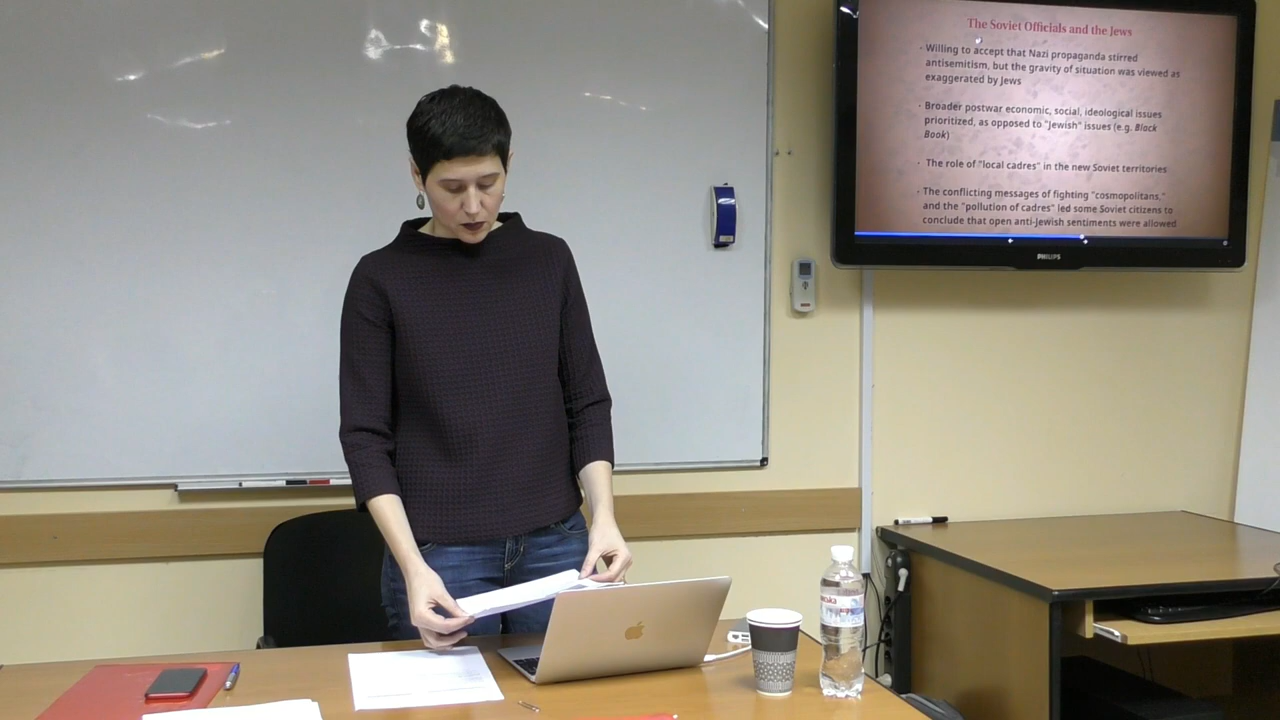 The Soviet Officials and the Jews
· Willing to accept that Nazi propaganda stirred
antisemitism, but the gravity of situation was viewed as
exaggerated by Jews
· Broader postwar economic, social, ideological issues
prioritized, as opposed to "Jewish" issues (e.g. Black
Book)
· The role of "local cadres" in the new Soviet territories
· The conflicting messages of fighting "cosmopolitans,"
and the "pollution of cadres" led some Soviet citizens to
conclude that open anti-Jewish sentiments were allowed
PHILIPS